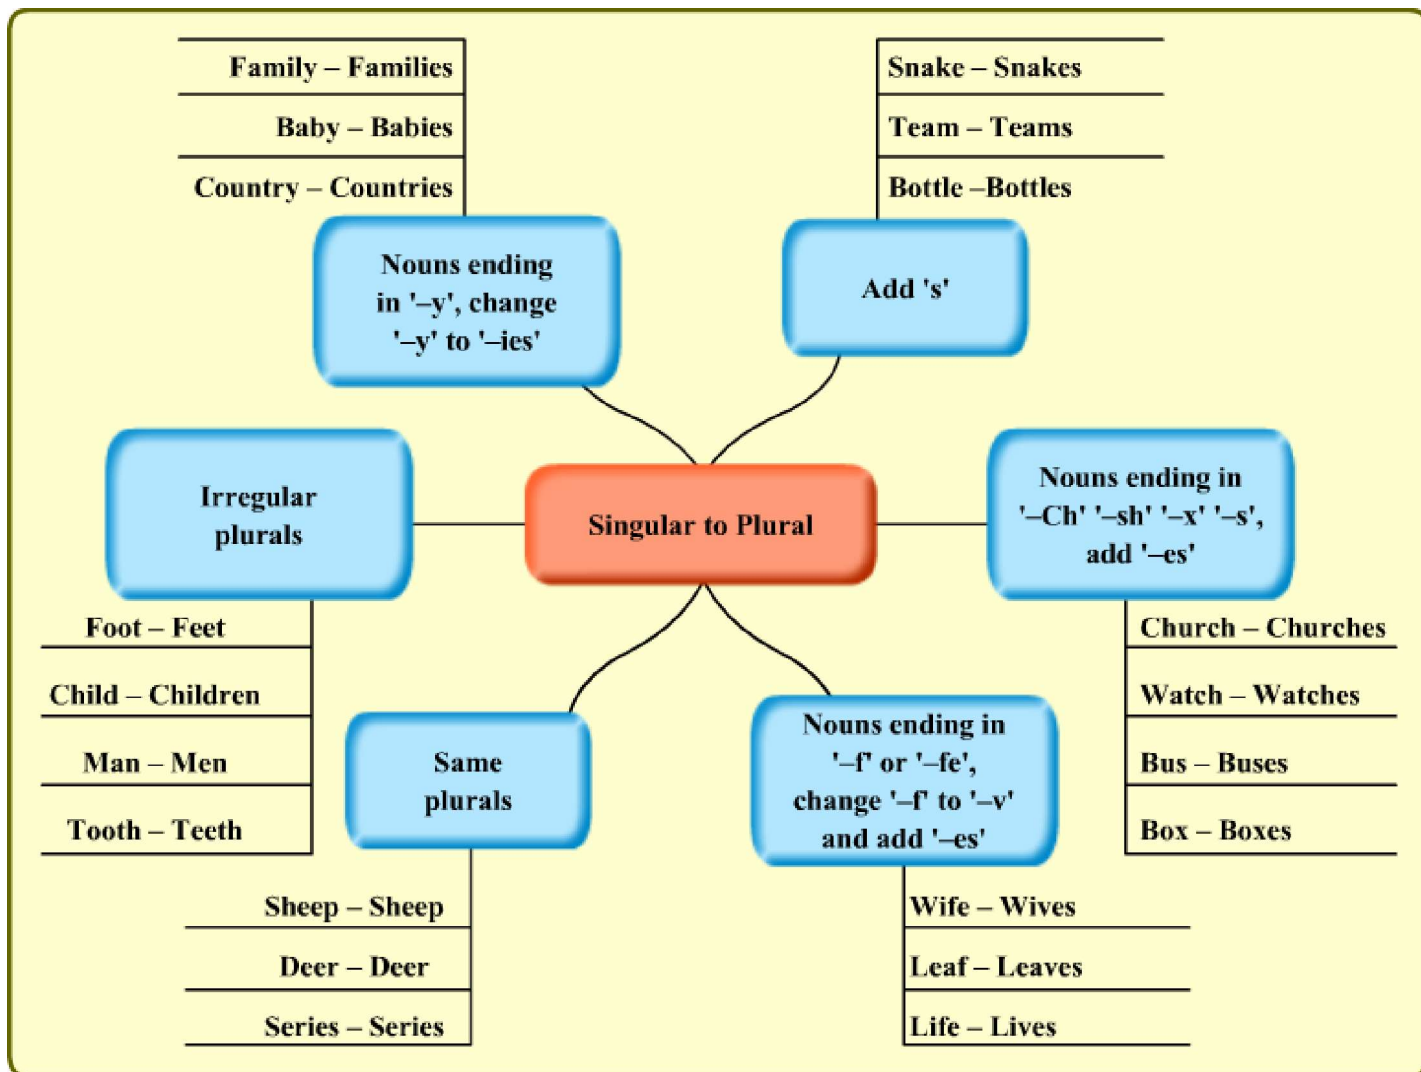 Family – Families
Baby – Babies
Country – Countries
Nouns ending
in '–y', change
'–y' to '–ies'
Snake – Snakes
Team – Teams
Bottle –Bottles
Add 's'
Irregular
plurals
Foot – Feet
Child – Children
Man – Men
Tooth – Teeth
Singular to Plural
Nouns ending in
'–Ch' '–sh' '–x' '–s',
add '–es'
Church – Churches
Watch – Watches
Bus – Buses
Box – Boxes
Same
plurals
Sheep – Sheep
Deer – Deer
Series – Series
Nouns ending in
'–f' or '–fe',
change '–f' to '–v'
and add '–es'
Wife – Wives
Leaf – Leaves
Life – Lives